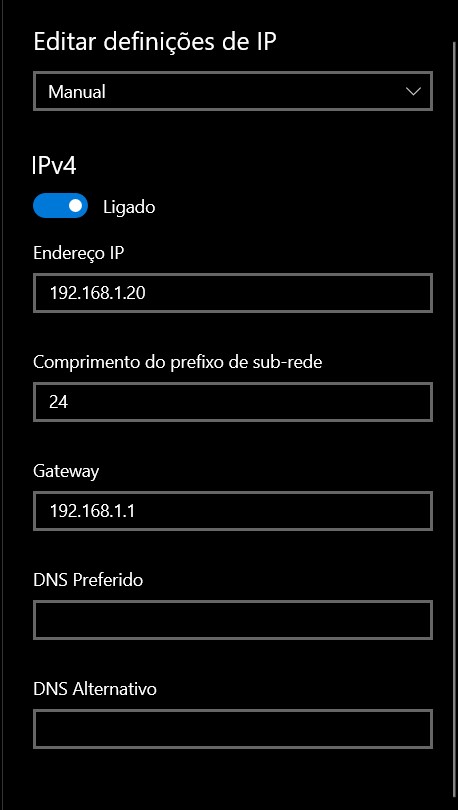 Editar definições de IP
Manual
IPv4
Ligado
Endereço IP
192.168.1.20
Comprimento do prefixo de sub-rede
24
Gateway
192.168.1.1
DNS Preferido
DNS Alternativo